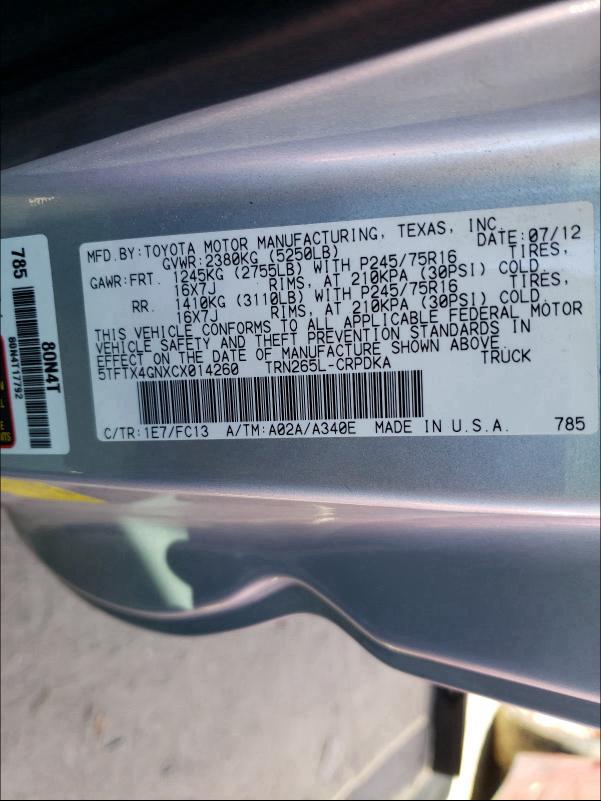 MFD.BY:TOYOTA MOTOR MANUFACTURING, TEXAS, INC.
GVWR:2380KG (5250LB) DATE:07/12
GAWR:FRT. 1245KG (2755LB) WITH P245/75R16 TIRES,
16X7J RIMS, AT 210KPA (30PSI) COLD.
RR. 1410KG (3110LB) WITH P245/75R16 TIRES,
16X7J RIMS, AT 210KPA (30PSI) COLD.
THIS VEHICLE CONFORMS TO ALL APPLICABLE FEDERAL MOTOR
VEHICLE SAFETY AND THEFT PREVENTION STANDARDS IN
EFFECT ON THE DATE OF MANUFACTURE SHOWN ABOVE.
5TFTX4GNXCX014260 TRN265L-CRPDKA TRUCK
C/TR:1E7/FC13 A/TM:A02A/A340E MADE IN U.S.A. 785
785
80N4T
80N4T17792